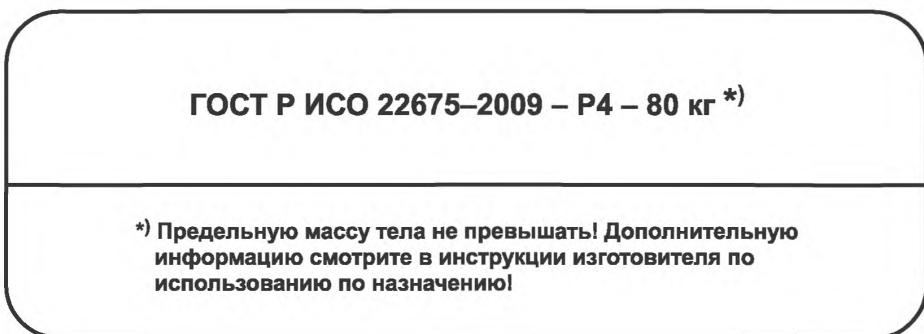 ГОСТ Р ИСО 22675–2009 – Р4 – 80 кг *)
*) Предельную массу тела не превышать! Дополнительную
информацию смотрите в инструкции изготовителя по
использованию по назначению!